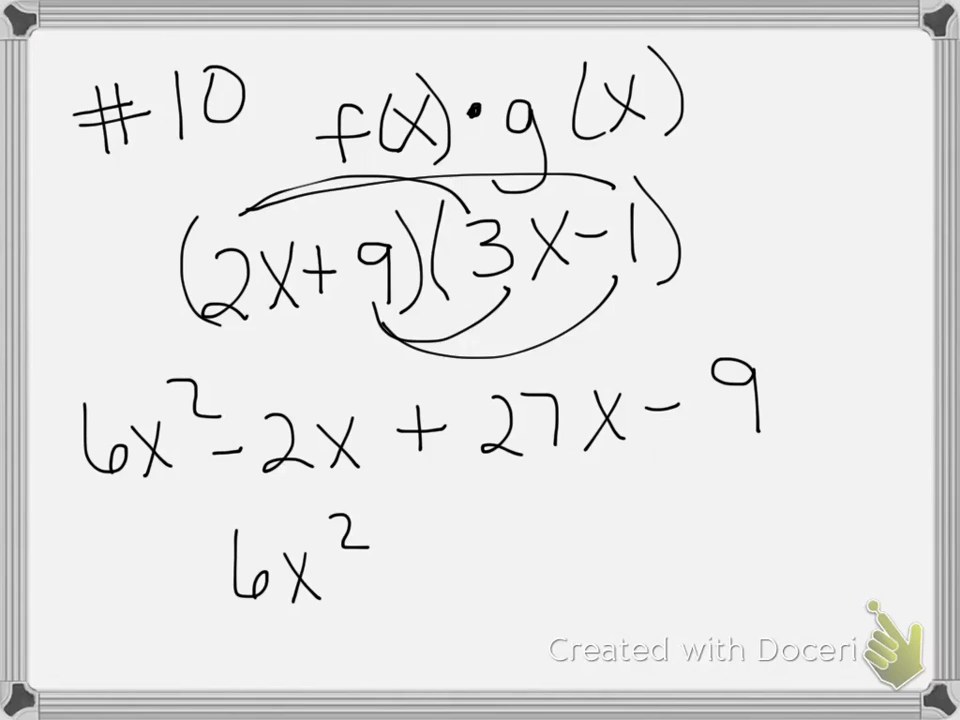 #10 f(x) • g(x)
(2x+9)(3x-1)
6x² - 2x + 27x - 9
6x²
Created with Doceri